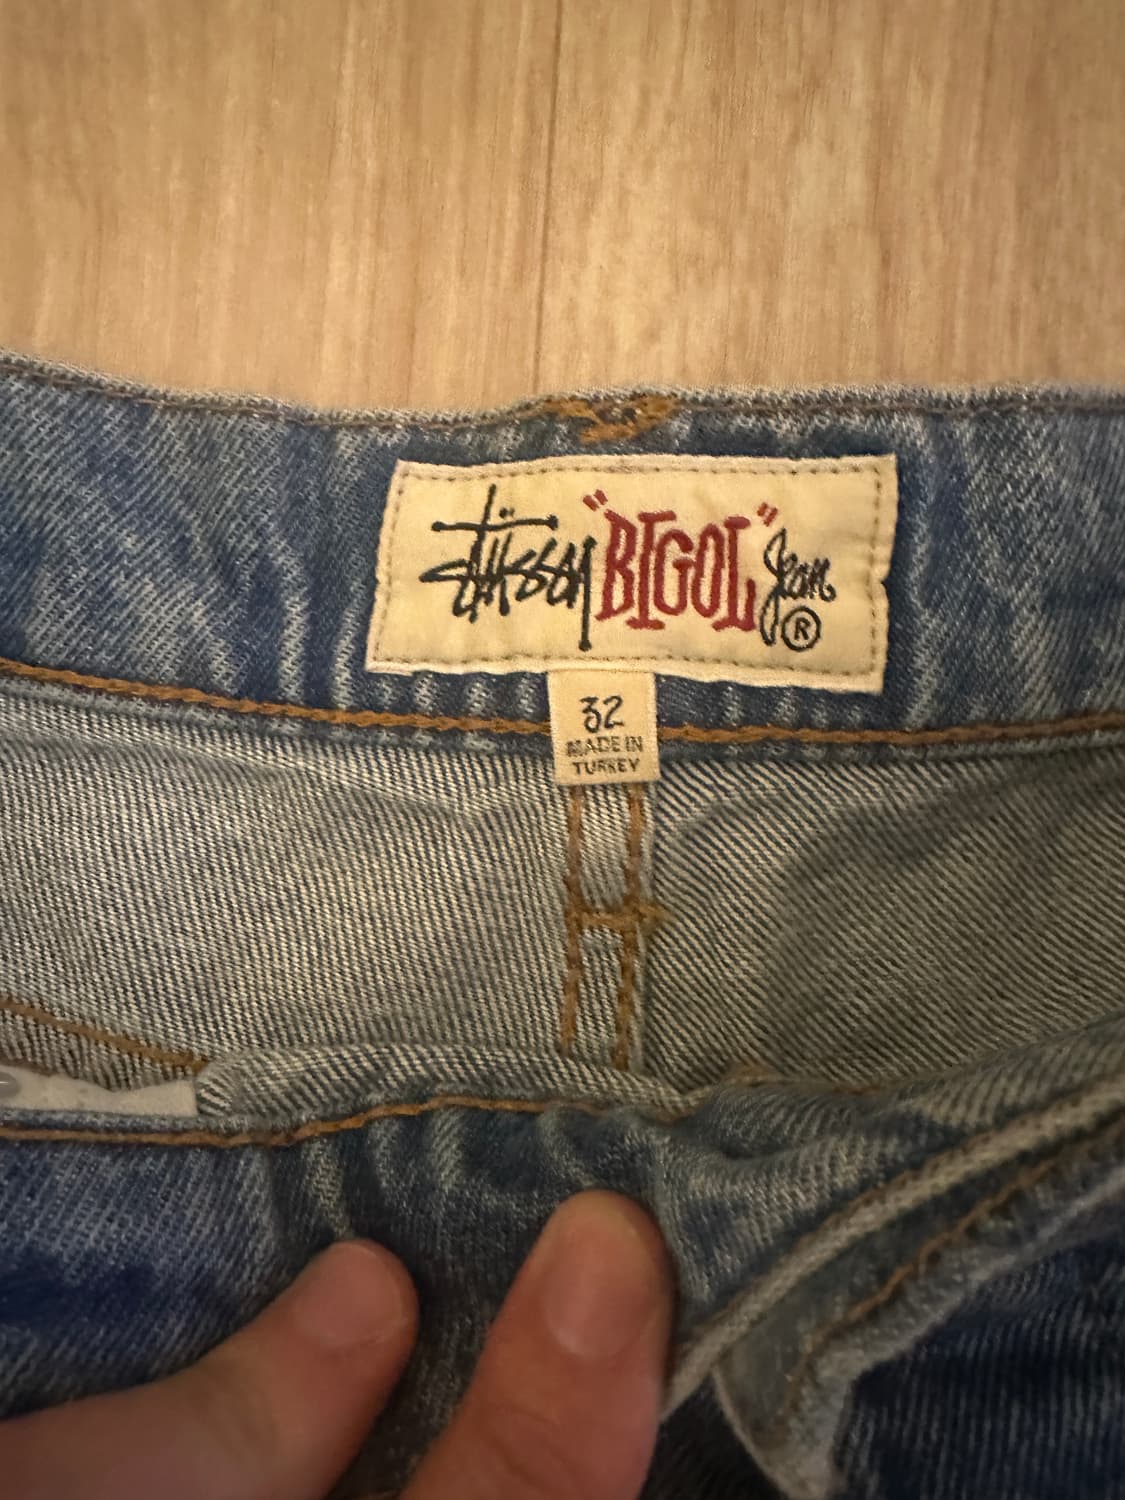 Stüssy "BIGOL" Jean ®
32
MADE IN
TURKEY